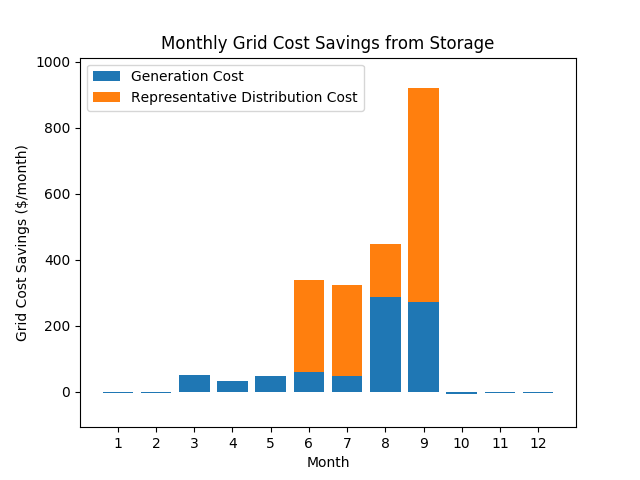 Monthly Grid Cost Savings from Storage
Generation Cost
Representative Distribution Cost
Grid Cost Savings ($/month)
1000
800
600
400
200
0
1 2 3 4 5 6 7 8 9 10 11 12
Month